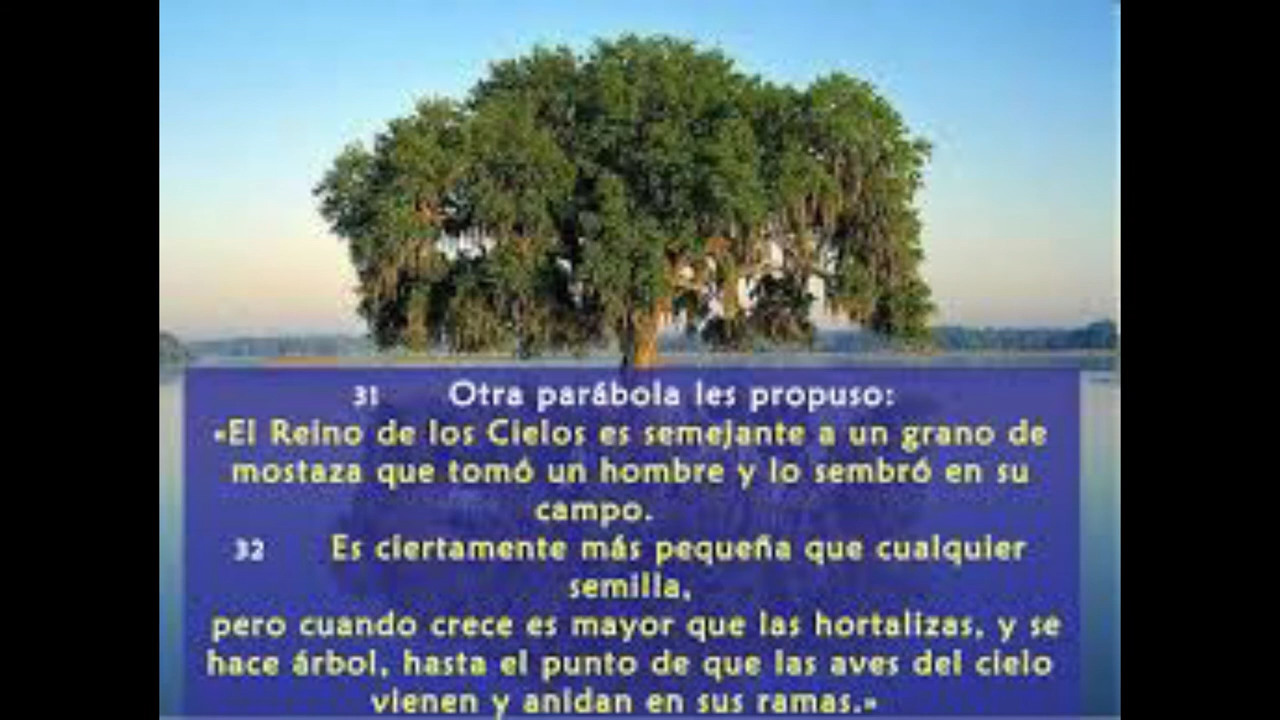 31 Otra parábola les propuso:
«El Reino de los Cielos es semejante a un grano de
mostaza que tomó un hombre y lo sembró en su
campo.
32 Es ciertamente más pequeña que cualquier
semilla,
pero cuando crece es mayor que las hortalizas, y se
hace árbol, hasta el punto de que las aves del cielo
vienen y anidan en sus ramas.»